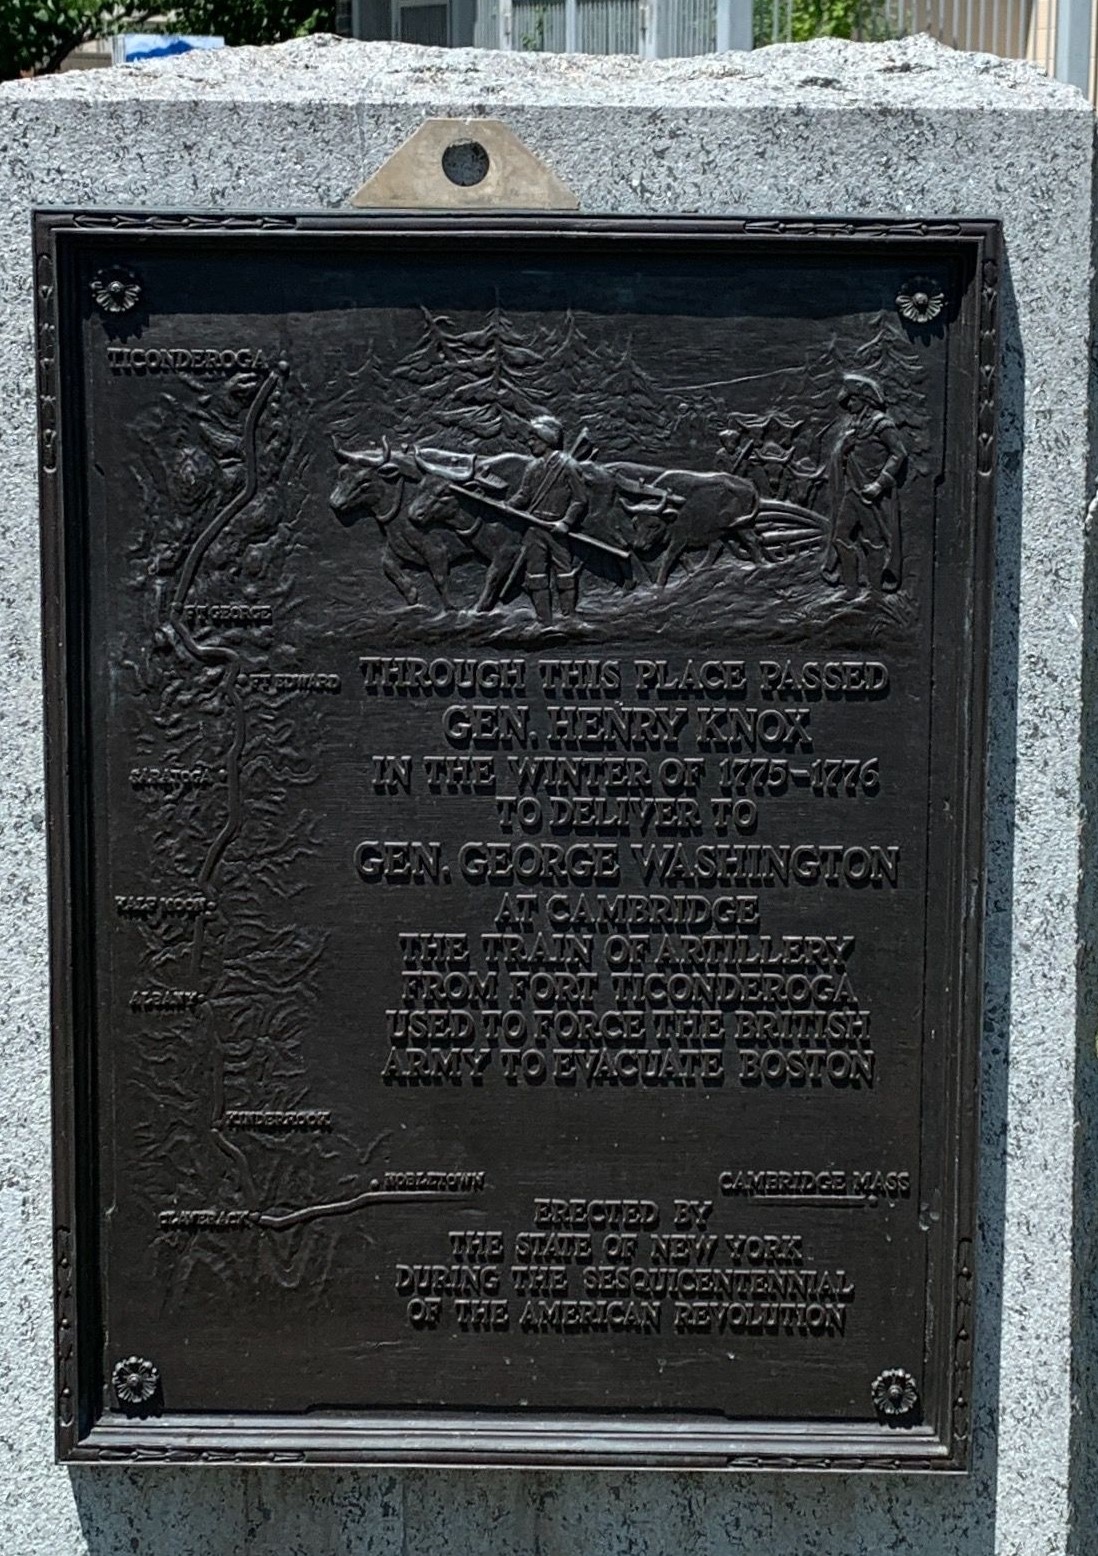 TICONDEROGA
FT GEORGE
FT. EDWARD
SARATOGA
HALF MOON
ALBANY
KINDERHOOK
NOBLETOWN
CLAVERACK
CAMBRIDGE MASS
THROUGH THIS PLACE PASSED
GEN. HENRY KNOX
IN THE WINTER OF 1775-1776
TO DELIVER TO
GEN. GEORGE WASHINGTON
AT CAMBRIDGE
THE TRAIN OF ARTILLERY
FROM FORT TICONDEROGA
USED TO FORCE THE BRITISH
ARMY TO EVACUATE BOSTON
ERECTED BY
THE STATE OF NEW YORK
DURING THE SESQUICENTENNIAL
OF THE AMERICAN REVOLUTION